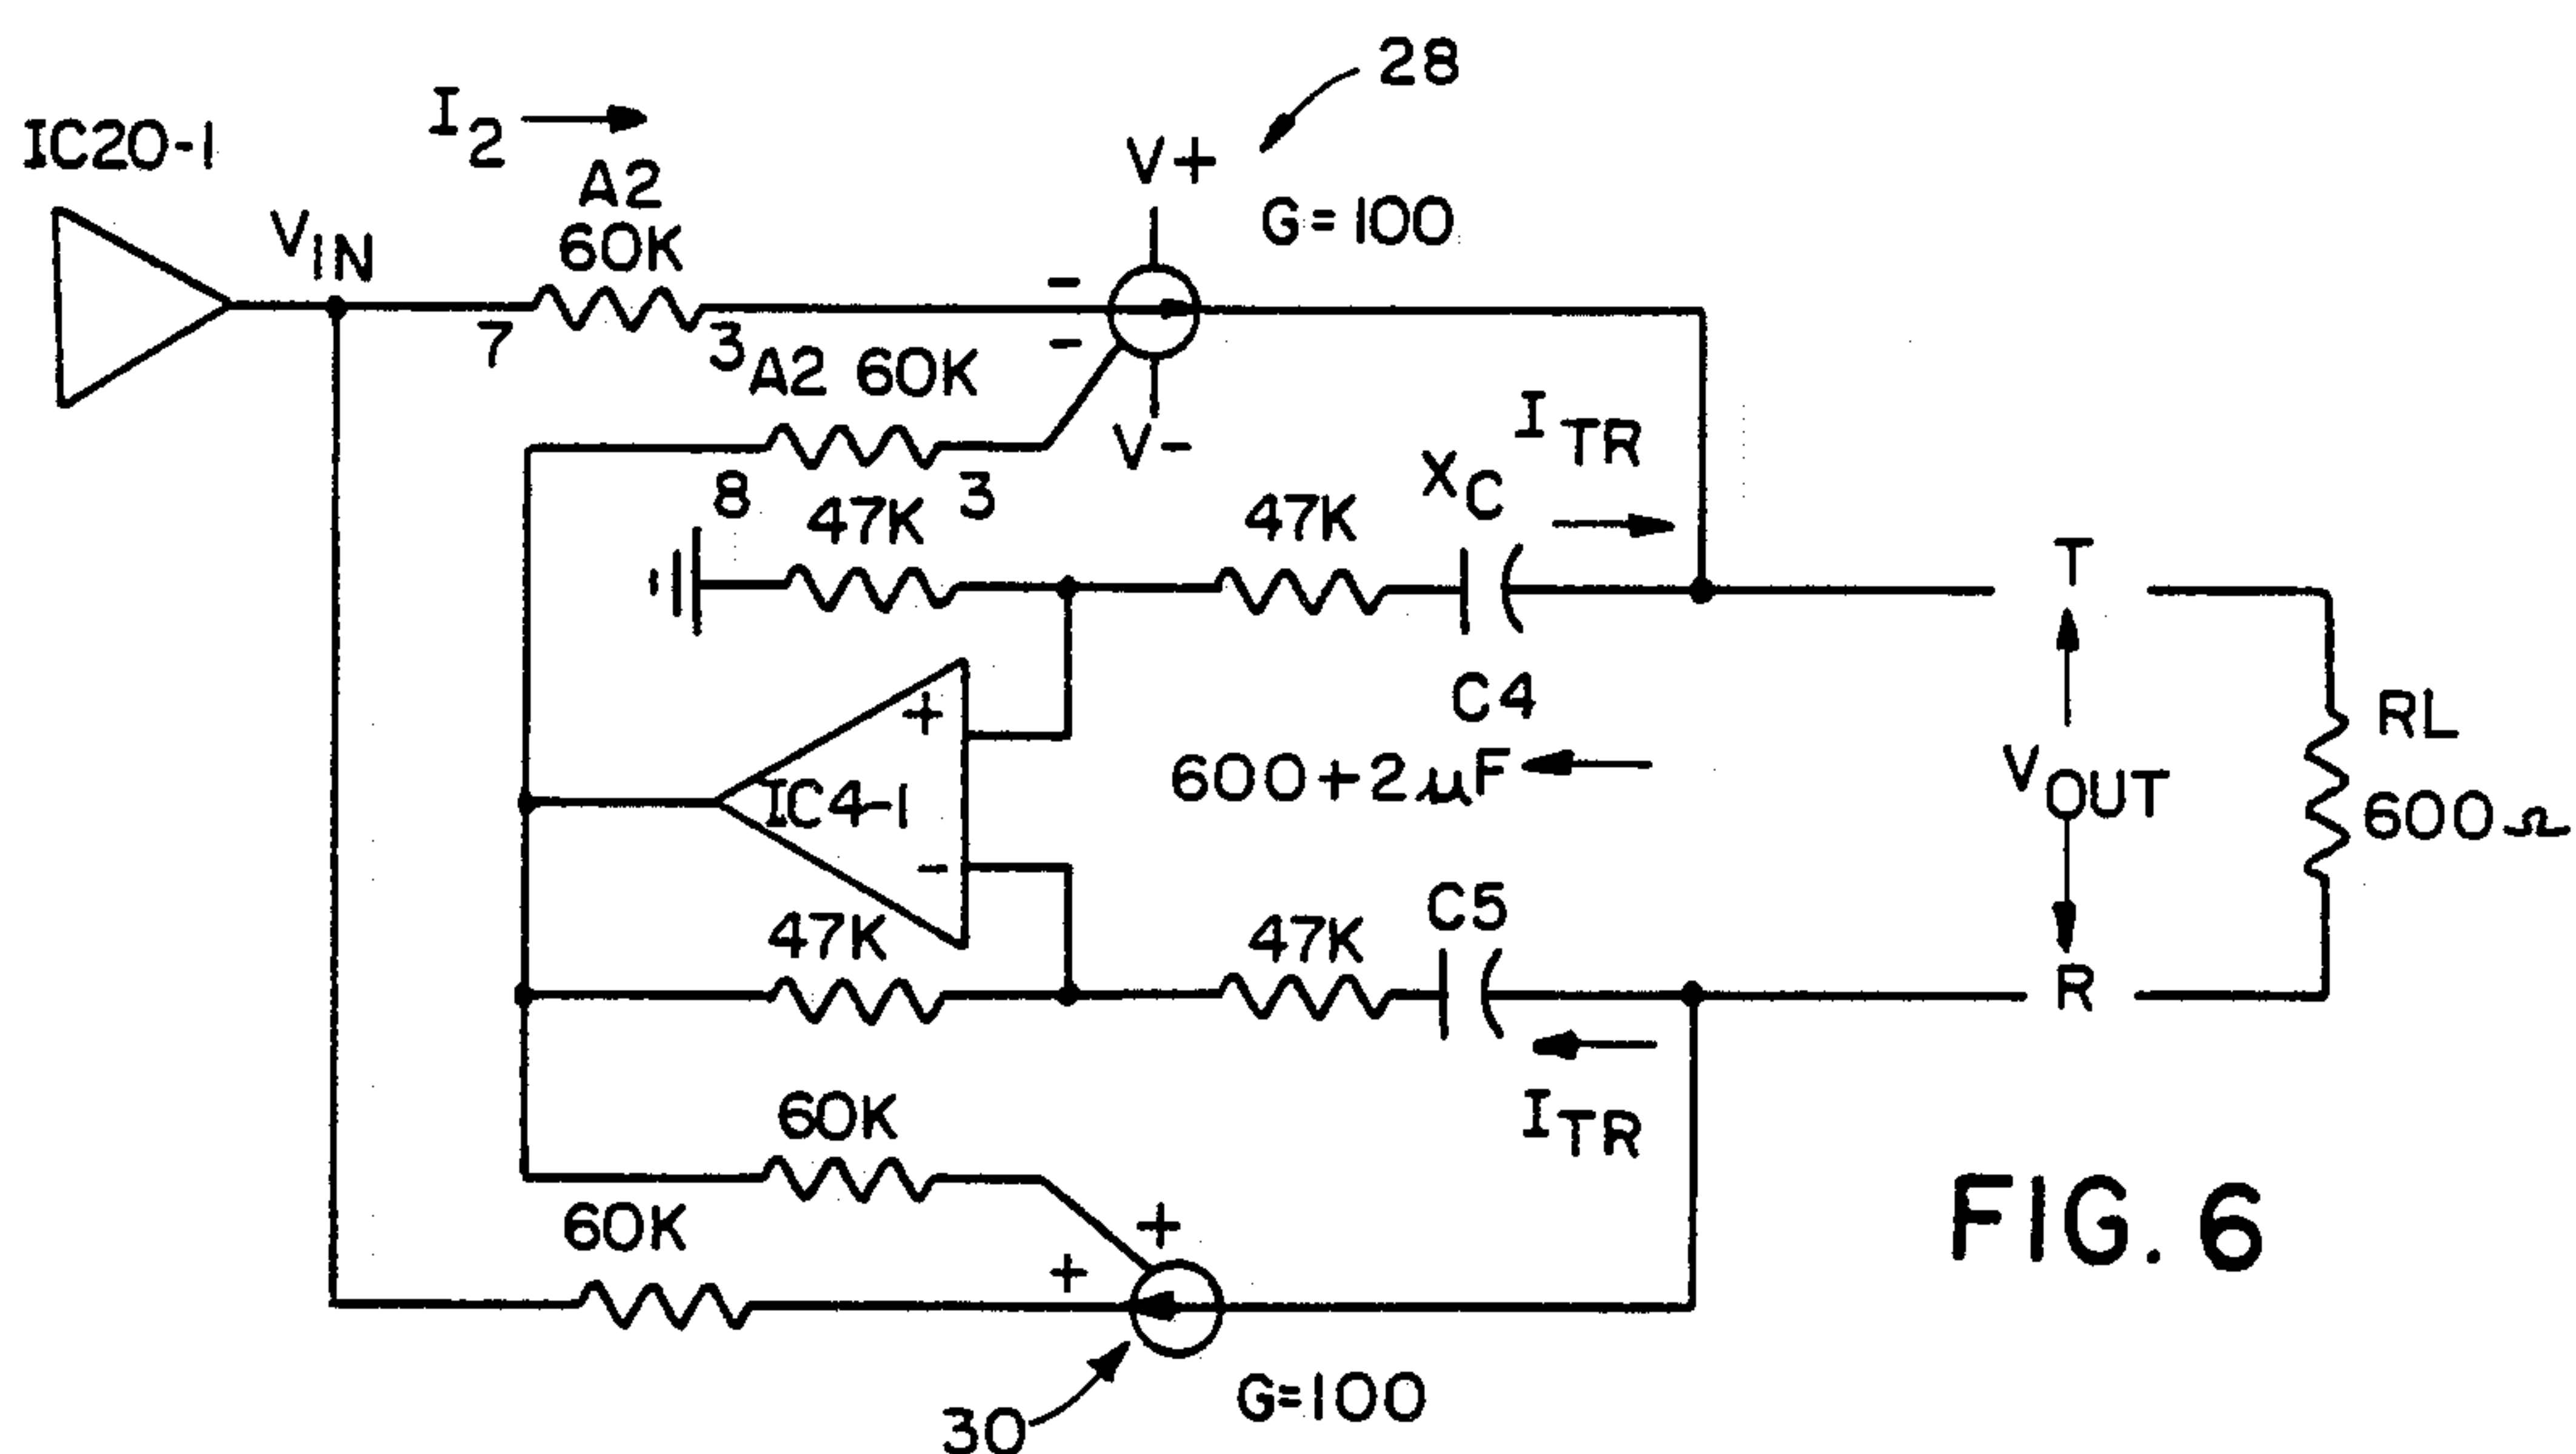 28
I2
IC20-1
A2
V+
VIN
60K
G=100
-
7
3
-
A2 60K
V-
ITR
8
3
XC
47K
47K
T
C4
RL
+
600+2µF
VOUT
IC4-1
600Ω
-
C5
47K
47K
R
60K
ITR
60K
+
+
FIG. 6
G=100
30